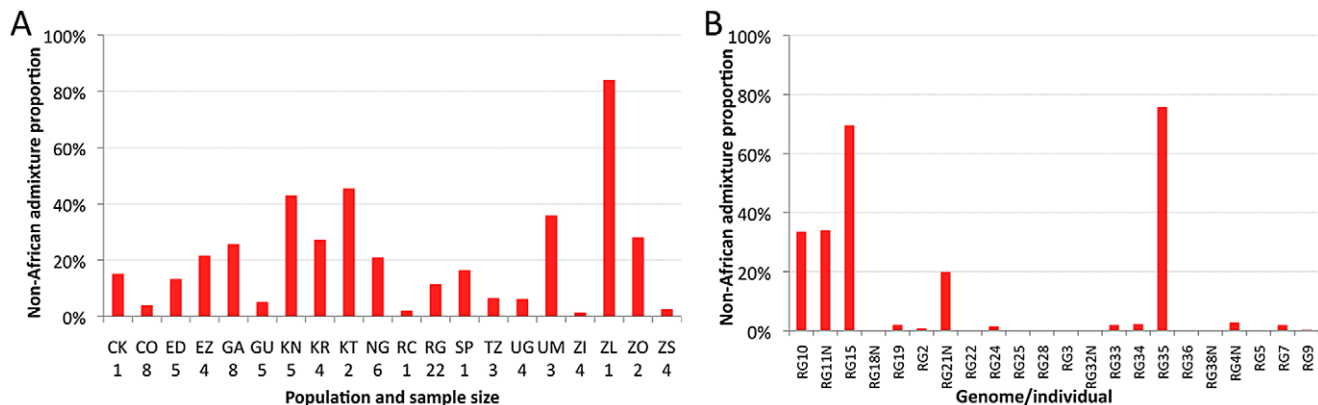 A
100%
80%
60%
40%
20%
0%
Non-African admixture proportion
CK CO ED EZ GA GU KN KR KT NG RC RG SP TZ UG UM ZI ZL ZO ZS
1 8 5 4 8 5 5 4 2 6 1 22 1 3 4 3 4 1 2 4
Population and sample size
B
100%
80%
60%
40%
20%
0%
Non-African admixture proportion
RG10
RG11N
RG15
RG18N
RG19
RG2
RG21N
RG22
RG24
RG25
RG28
RG3
RG32N
RG33
RG34
RG35
RG36
RG38N
RG4N
RG5
RG7
RG9
Genome/individual